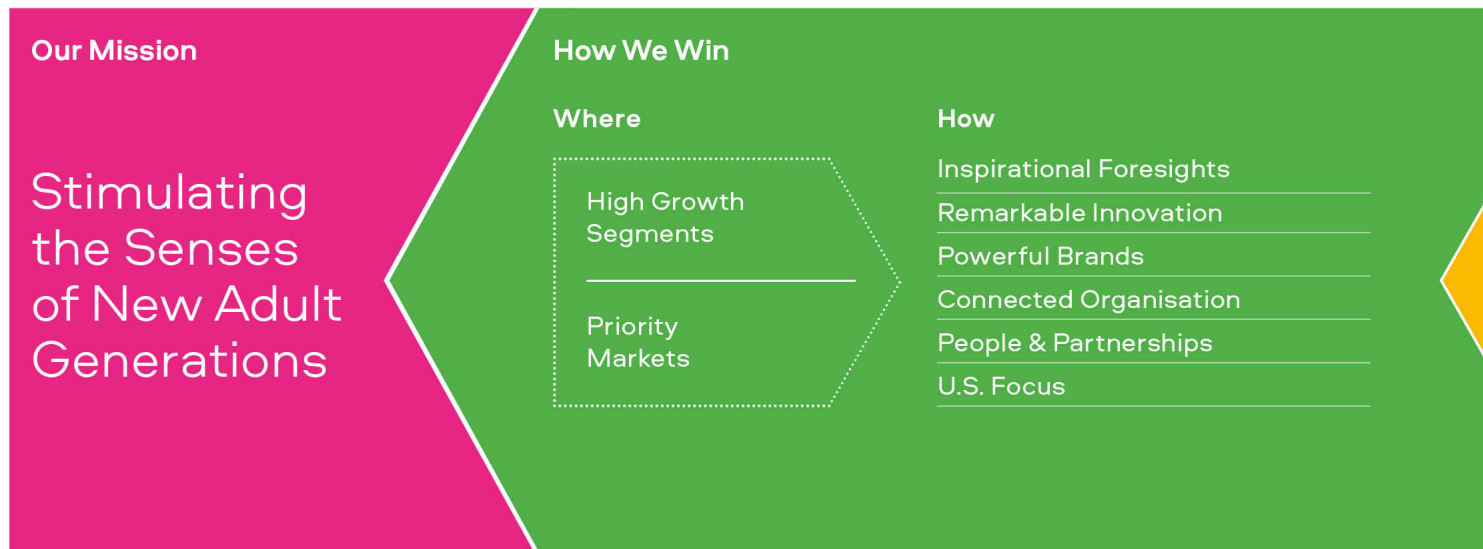 Our Mission
Stimulating
the Senses
of New Adult
Generations
How We Win
Where
High Growth
Segments
Priority
Markets
How
Inspirational Foresights
Remarkable Innovation
Powerful Brands
Connected Organisation
People & Partnerships
U.S. Focus